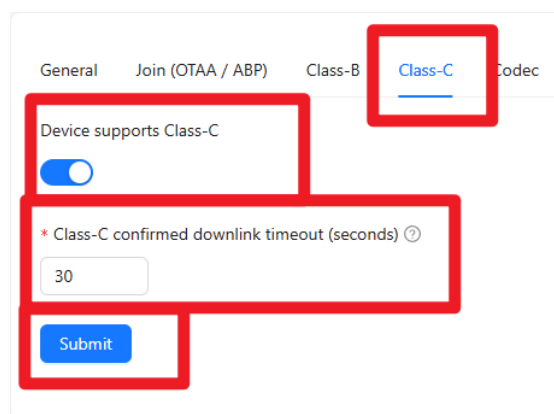 General Join (OTAA / ABP) Class-B Class-C Codec
Device supports Class-C
* Class-C confirmed downlink timeout (seconds) ?
30
Submit